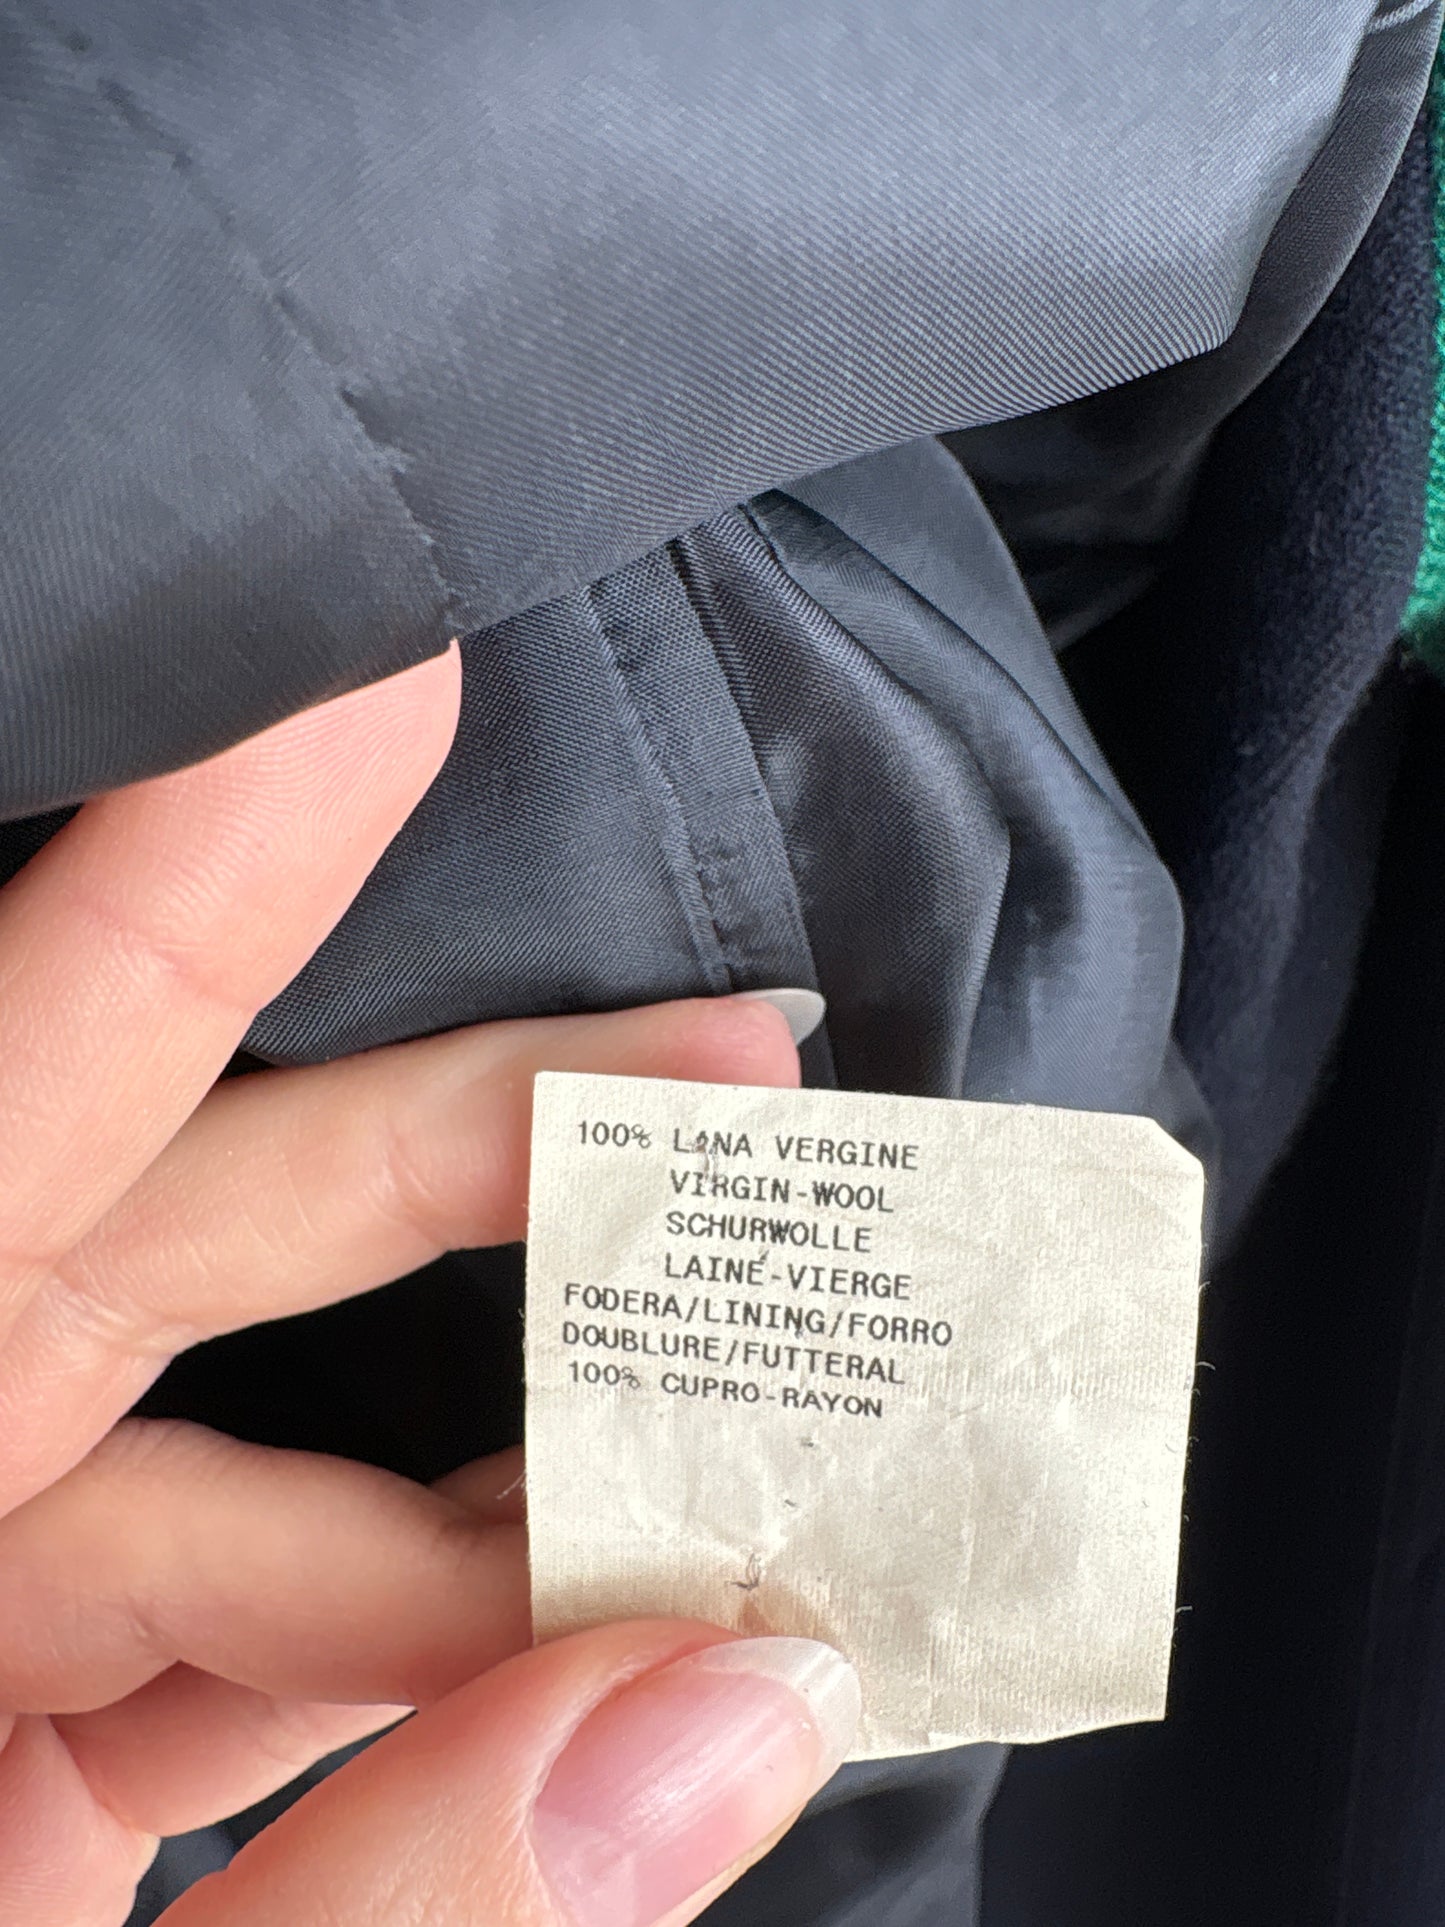 100% LANA VERGINE
VIRGIN-WOOL
SCHURWOLLE
LAINE-VIERGE
FODERA/LINING/FORRO
DOUBLURE/FUTTERAL
100% CUPRO-RAYON